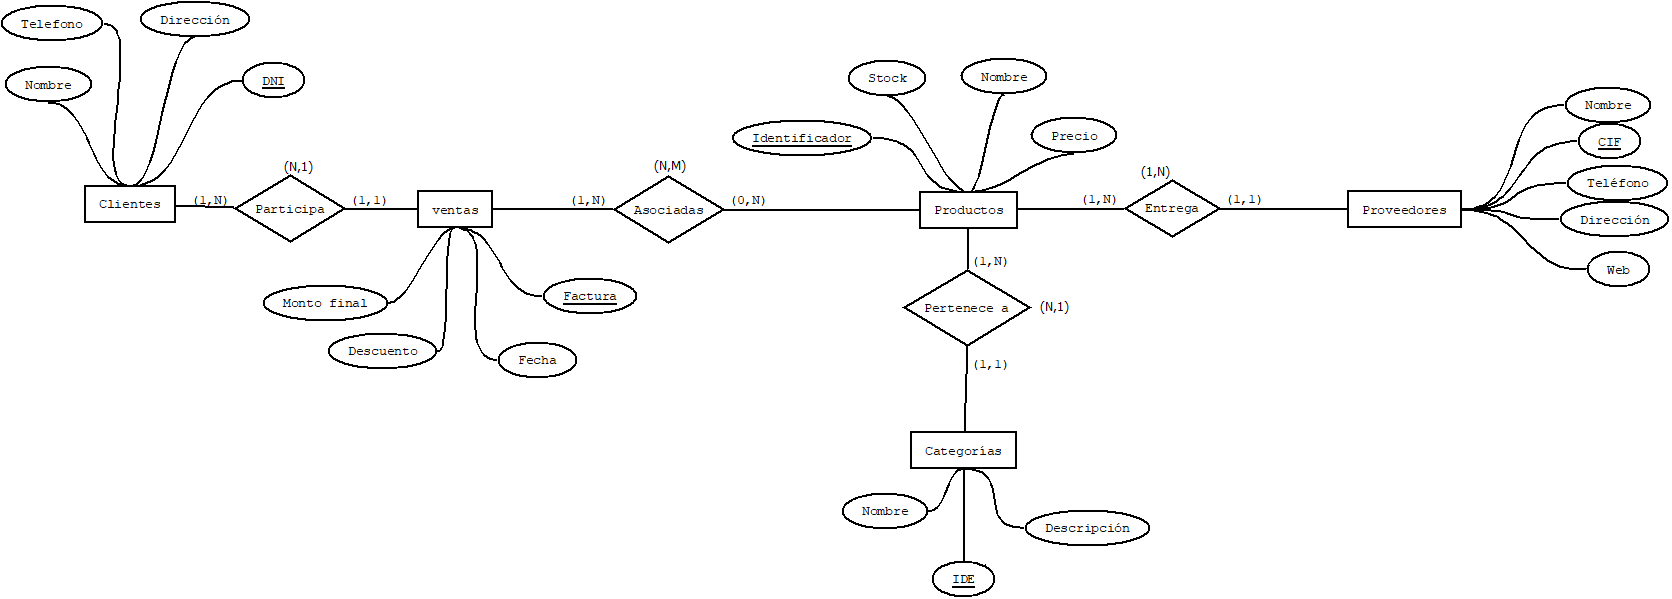 Telefono
Dirección
Nombre
DNI
Clientes
(1,N)
(N,1)
Participa
(1,1)
ventas
Monto final
Factura
Descuento
Fecha
(1,N)
(N,M)
Asociadas
(0,N)
Stock
Nombre
Identificador
Precio
Productos
(1,N)
(1,N)
Entrega
(1,1)
Proveedores
Nombre
CIF
Teléfono
Dirección
Web
(1,N)
Pertenece a
(N,1)
(1,1)
Categorías
Nombre
Descripción
IDE